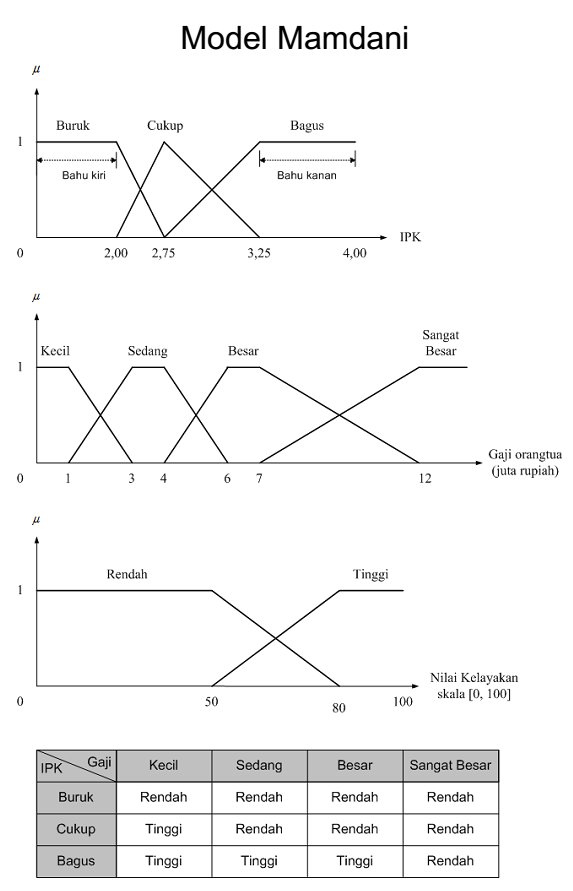 Model Mamdani
μ
Buruk Cukup Bagus
1
Bahu kiri Bahu kanan
IPK
0 2,00 2,75 3,25 4,00
μ
Sangat
Kecil Sedang Besar Besar
1
Gaji orangtua
(juta rupiah)
0 1 3 4 6 7 12
μ
Rendah Tinggi
1
Nilai Kelayakan
skala [0, 100]
0 50 80 100
IPK Gaji Kecil Sedang Besar Sangat Besar
Buruk Rendah Rendah Rendah Rendah
Cukup Tinggi Rendah Rendah Rendah
Bagus Tinggi Tinggi Tinggi Rendah